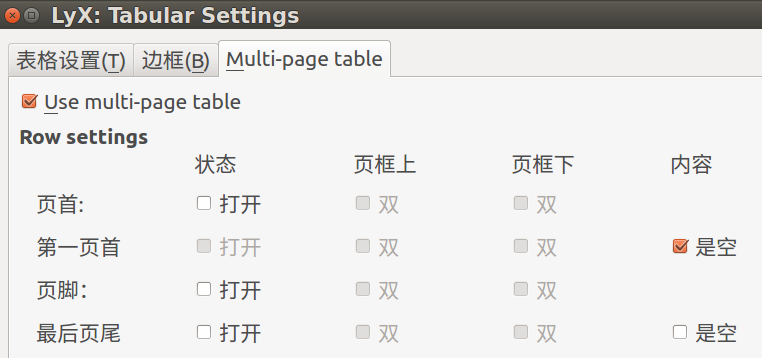 LyX: Tabular Settings
表格设置(T) 边框(B) Multi-page table
Use multi-page table
Row settings
状态 页框上 页框下 内容
页首: 打开 双 双
第一页首 打开 双 双 是空
页脚： 打开 双 双
最后页尾 打开 双 双 是空